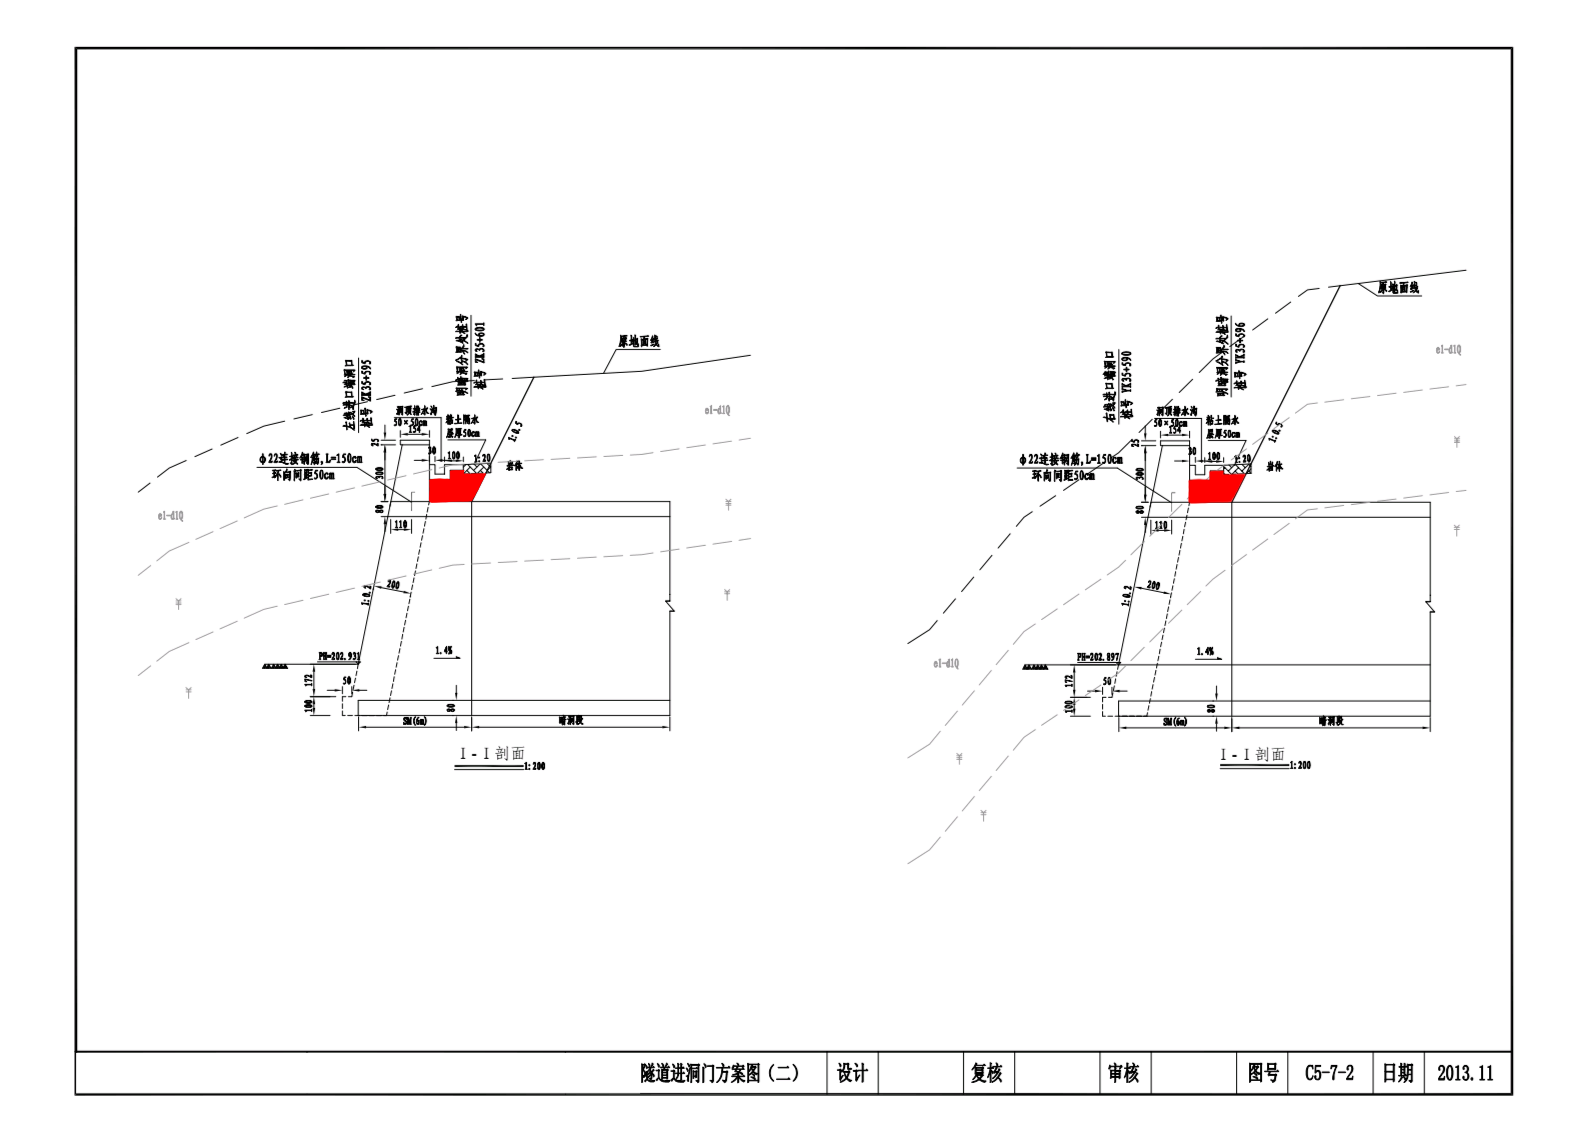 左线进口端洞口
桩号 ZK35+595
明暗洞分界处桩号
桩号 ZK35+601
原地面线
洞顶排水沟
50×50cm
154
粘土隔水
层厚50cm
1:0.5
25
30
100
1:20
岩体
φ22连接钢筋,L=150cm
环向间距50cm
300
80
110
el-dlQ
el-dlQ
1:0.2
200
PH=202.931
1.4%
172
50
100
80
SM(6m)
暗洞段
I-I剖面
1:200
右线进口端洞口
桩号 YK35+590
明暗洞分界处桩号
桩号 YK35+596
原地面线
洞顶排水沟
50×50cm
154
粘土隔水
层厚50cm
1:0.5
25
30
100
1:20
岩体
φ22连接钢筋,L=150cm
环向间距50cm
300
80
110
el-dlQ
el-dlQ
1:0.2
200
PH=202.897
1.4%
172
50
100
80
SM(6m)
暗洞段
I-I剖面
1:200
隧道进洞门方案图（二） 设计 复核 审核 图号 C5-7-2 日期 2013.11